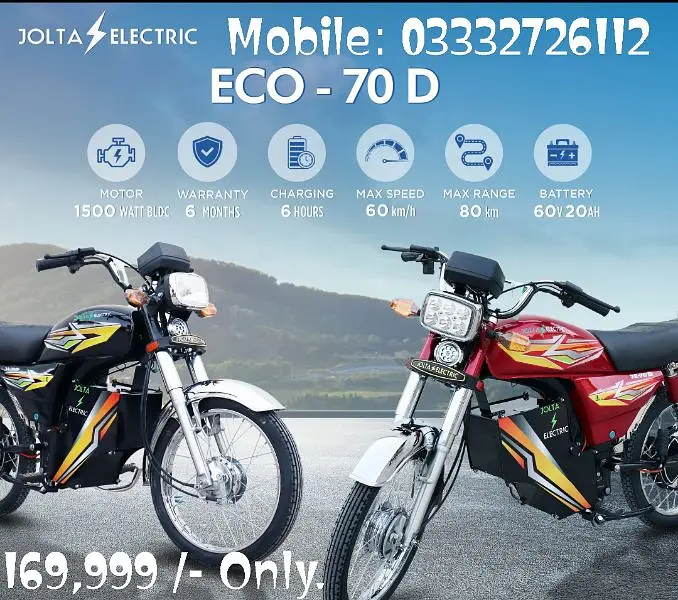 JOLTA ELECTRIC
Mobile: 03332726112
ECO - 70 D
MOTOR
1500 WATT BLDC
WARRANTY
6 MONTHS
CHARGING
6 HOURS
MAX SPEED
60 km/h
MAX RANGE
80 km
BATTERY
60V 20AH
JOLTA
ELECTRIC
JOLTA
ELECTRIC
JOLTA ELECTRIC
169,999 /- Only.